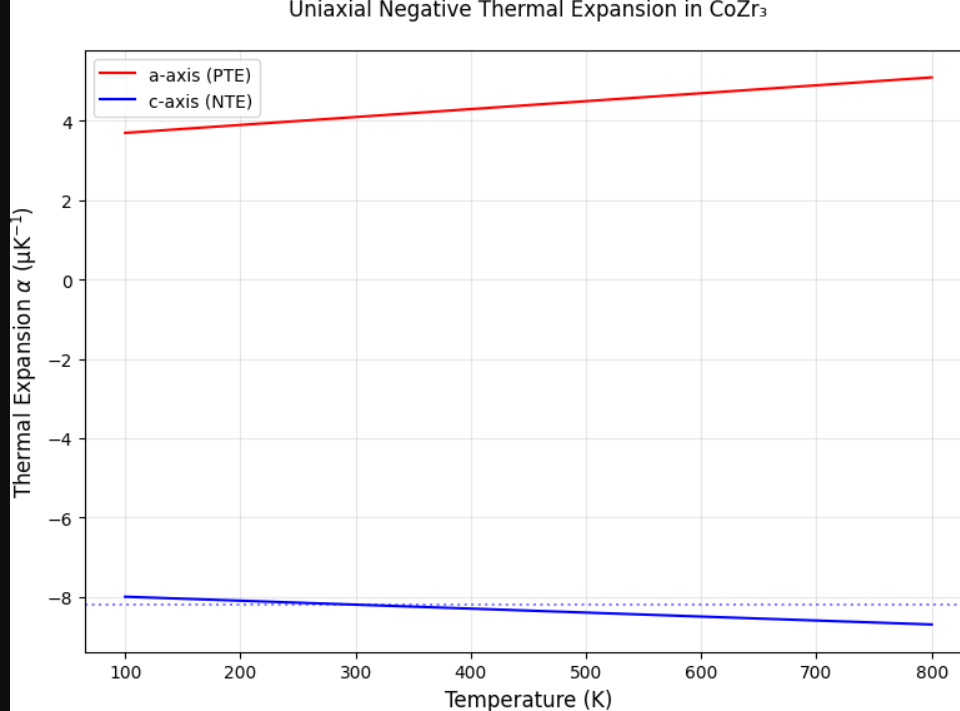 Uniaxial Negative Thermal Expansion in CoZr₃
a-axis (PTE)
c-axis (NTE)
Thermal Expansion α (μK⁻¹)
4
2
0
−2
−4
−6
−8
100 200 300 400 500 600 700 800
Temperature (K)